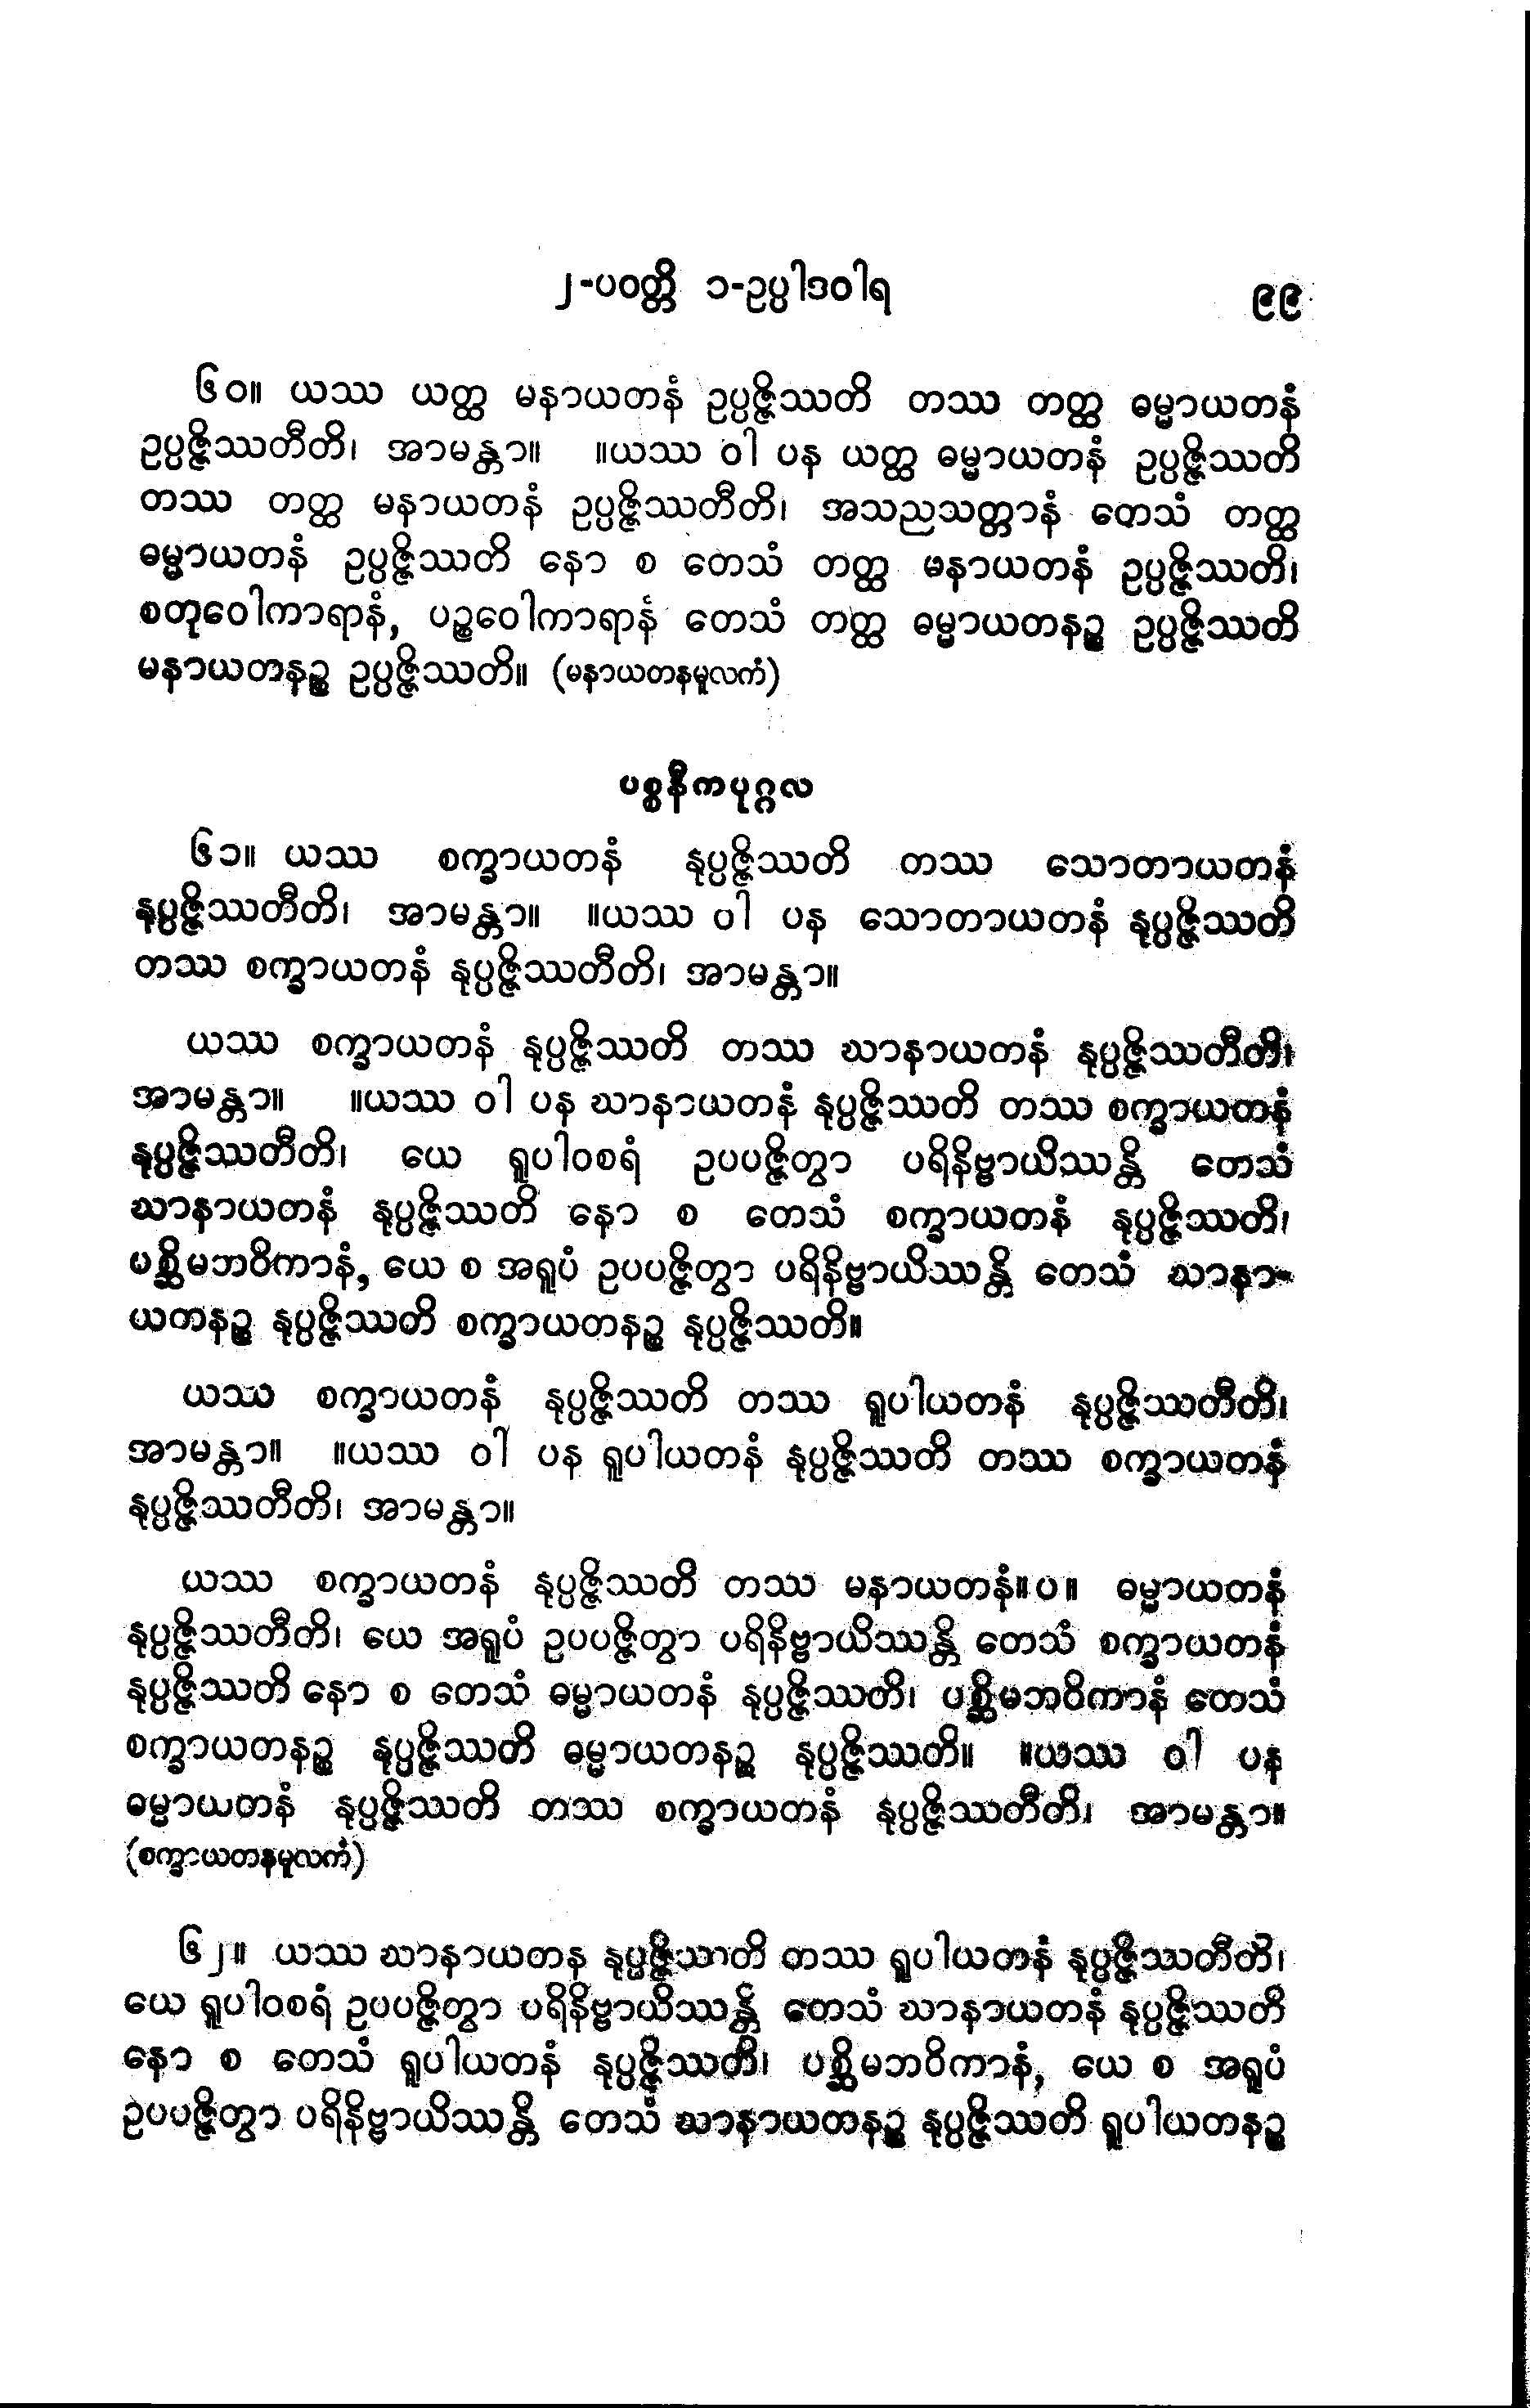 ၂-ပဝတ္တိ ၁-ဥပ္ပါဒဝါရ ၉၉
၆၀။ ယဿ ယတ္ထ မနာယတနံ ဥပ္ပဇ္ဇိဿတိ တဿ တတ္ထ ဓမ္မာယတနံ
ဥပ္ပဇ္ဇိဿတီတိ၊ အာမန္တာ။ ။ယဿ ဝါ ပန ယတ္ထ ဓမ္မာယတနံ ဥပ္ပဇ္ဇိဿတိ
တဿ တတ္ထ မနာယတနံ ဥပ္ပဇ္ဇိဿတီတိ၊ အသညသတ္တာနံ တေသံ တတ္ထ
ဓမ္မာယတနံ ဥပ္ပဇ္ဇိဿတိ နော စ တေသံ တတ္ထ မနာယတနံ ဥပ္ပဇ္ဇိဿတိ၊
စတုဝေါကာရာနံ, ပဉ္စဝေါကာရာနံ တေသံ တတ္ထ ဓမ္မာယတနဉ္စ ဥပ္ပဇ္ဇိဿတိ
မနာယတနဉ္စ ဥပ္ပဇ္ဇိဿတိ။ (မနာယတနမူလကံ)
ပစ္စနီကပုဂ္ဂလ
၆၁။ ယဿ စက္ခာယတနံ နုပ္ပဇ္ဇိဿတိ တဿ သောတာယတနံ
နုပ္ပဇ္ဇိဿတီတိ၊ အာမန္တာ။ ။ယဿ ဝါ ပန သောတာယတနံ နုပ္ပဇ္ဇိဿတိ
တဿ စက္ခာယတနံ နုပ္ပဇ္ဇိဿတီတိ၊ အာမန္တာ။
ယဿ စက္ခာယတနံ နုပ္ပဇ္ဇိဿတိ တဿ ဃာနာယတနံ နုပ္ပဇ္ဇိဿတီတိ၊
အာမန္တာ။ ။ယဿ ဝါ ပန ဃာနာယတနံ နုပ္ပဇ္ဇိဿတိ တဿ စက္ခာယတနံ
နုပ္ပဇ္ဇိဿတီတိ၊ ယေ ရူပါဝစရံ ဥပပဇ္ဇိတွာ ပရိနိဗ္ဗာယိဿန္တိ တေသံ
ဃာနာယတနံ နုပ္ပဇ္ဇိဿတိ နော စ တေသံ စက္ခာယတနံ နုပ္ပဇ္ဇိဿတိ၊
ပစ္ဆိမဘဝိကာနံ, ယေ စ အရူပံ ဥပပဇ္ဇိတွာ ပရိနိဗ္ဗာယိဿန္တိ တေသံ ဃာနာ-
ယတနဉ္စ နုပ္ပဇ္ဇိဿတိ စက္ခာယတနဉ္စ နုပ္ပဇ္ဇိဿတိ။
ယဿ စက္ခာယတနံ နုပ္ပဇ္ဇိဿတိ တဿ ရူပါယတနံ နုပ္ပဇ္ဇိဿတီတိ၊
အာမန္တာ။ ။ယဿ ဝါ ပန ရူပါယတနံ နုပ္ပဇ္ဇိဿတိ တဿ စက္ခာယတနံ
နုပ္ပဇ္ဇိဿတီတိ၊ အာမန္တာ။
ယဿ စက္ခာယတနံ နုပ္ပဇ္ဇိဿတိ တဿ မနာယတနံ။ပ။ ဓမ္မာယတနံ
နုပ္ပဇ္ဇိဿတီတိ၊ ယေ အရူပံ ဥပပဇ္ဇိတွာ ပရိနိဗ္ဗာယိဿန္တိ တေသံ စက္ခာယတနံ
နုပ္ပဇ္ဇိဿတိ နော စ တေသံ ဓမ္မာယတနံ နုပ္ပဇ္ဇိဿတိ၊ ပစ္ဆိမဘဝိကာနံ တေသံ
စက္ခာယတနဉ္စ နုပ္ပဇ္ဇိဿတိ ဓမ္မာယတနဉ္စ နုပ္ပဇ္ဇိဿတိ။ ။ယဿ ဝါ ပန
ဓမ္မာယတနံ နုပ္ပဇ္ဇိဿတိ တဿ စက္ခာယတနံ နုပ္ပဇ္ဇိဿတီတိ၊ အာမန္တာ။
(စက္ခာယတနမူလကံ)
၆၂။ ယဿ ဃာနာယတန နုပ္ပဇ္ဇိသာတိ တဿ ရူပါယတနံ နုပ္ပဇ္ဇိဿတီတိ၊
ယေ ရူပါဝစရံ ဥပပဇ္ဇိတွာ ပရိနိဗ္ဗာယိဿန္တိ တေသံ ဃာနာယတနံ နုပ္ပဇ္ဇိဿတိ
နော စ တေသံ ရူပါယတနံ နုပ္ပဇ္ဇိဿတိ၊ ပစ္ဆိမဘဝိကာနံ, ယေ စ အရူပံ
ဥပပဇ္ဇိတွာ ပရိနိဗ္ဗာယိဿန္တိ တေသံ ဃာနာယတနဉ္စ နုပ္ပဇ္ဇိဿတိ ရူပါယတနဉ္စ